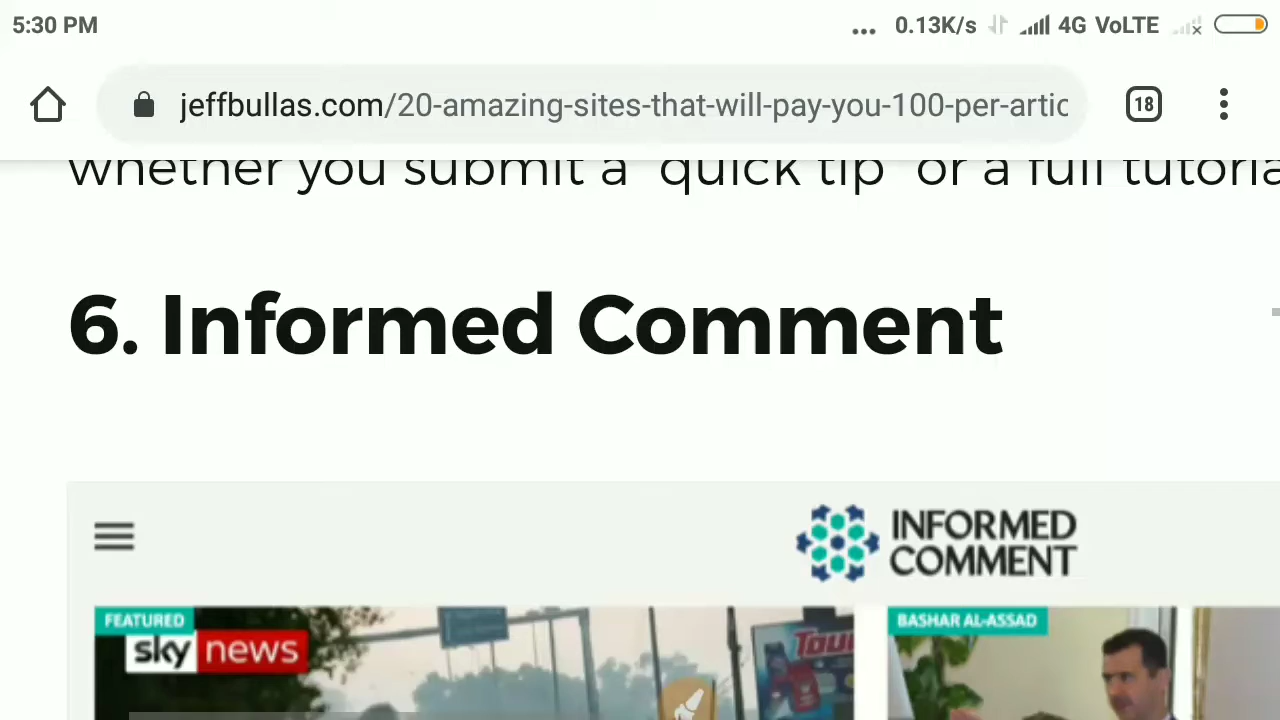 5:30 PM
... 0.13K/s 4G VoLTE
jeffbullas.com/20-amazing-sites-that-will-pay-you-100-per-artic
18
whether you submit a quick tip or a full tutoria
6. Informed Comment
INFORMED
COMMENT
FEATURED
sky news
BASHAR AL-ASSAD
Tou